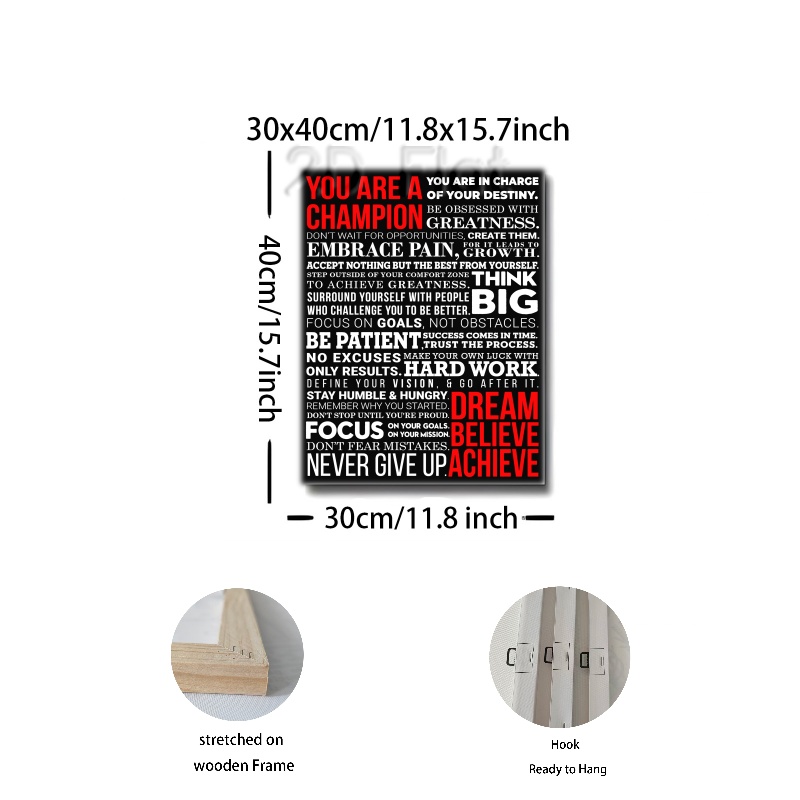 30x40cm/11.8x15.7inch
3D Flat
YOU ARE A
CHAMPION
YOU ARE IN CHARGE
OF YOUR DESTINY.
BE OBSESSED WITH
GREATNESS.
DON'T WAIT FOR OPPORTUNITIES, CREATE THEM.
EMBRACE PAIN, FOR IT LEADS TO
GROWTH.
ACCEPT NOTHING BUT THE BEST FROM YOURSELF.
STEP OUTSIDE OF YOUR COMFORT ZONE
TO ACHIEVE GREATNESS.
THINK
BIG
SURROUND YOURSELF WITH PEOPLE
WHO CHALLENGE YOU TO BE BETTER.
FOCUS ON GOALS, NOT OBSTACLES.
BE PATIENT SUCCESS COMES IN TIME.
,TRUST THE PROCESS.
NO EXCUSES
ONLY RESULTS.
MAKE YOUR OWN LUCK WITH
HARD WORK.
DEFINE YOUR VISION, & GO AFTER IT.
STAY HUMBLE & HUNGRY.
REMEMBER WHY YOU STARTED.
DON'T STOP UNTIL YOU'RE PROUD.
FOCUS ON YOUR GOALS.
ON YOUR MISSION.
DON'T FEAR MISTAKES.
NEVER GIVE UP.
DREAM
BELIEVE
ACHIEVE
40cm/15.7inch
30cm/11.8 inch
stretched on
wooden Frame
Hook
Ready to Hang